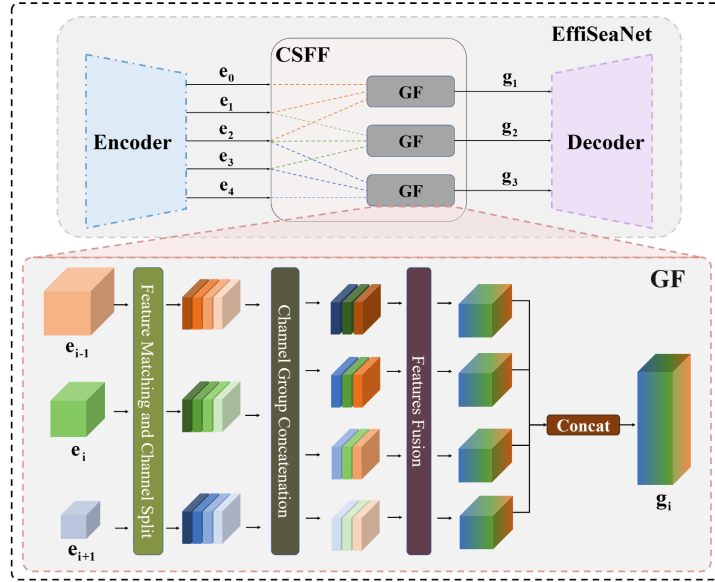 EffiSeaNet
CSFF
Encoder
e0
e1
e2
e3
e4
GF
GF
GF
g1
g2
g3
Decoder
GF
ei-1
ei
ei+1
Feature Matching and Channel Split
Channel Group Concatenation
Features Fusion
Concat
gi